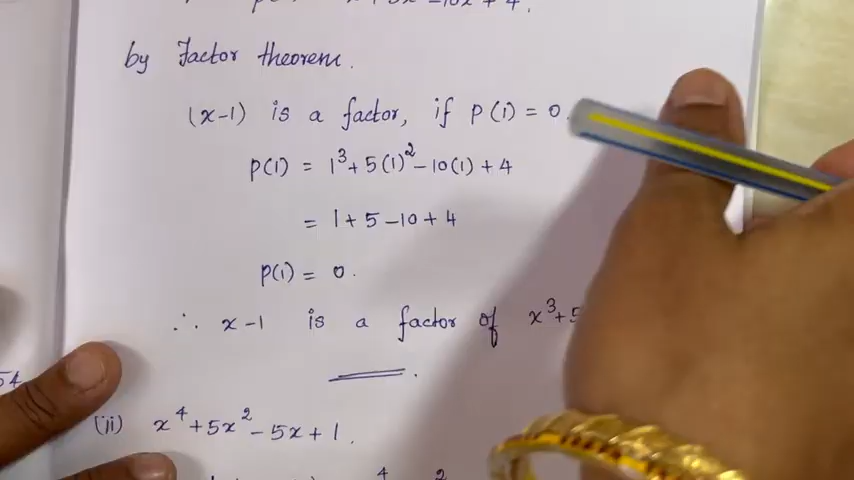 by Factor theorem.
(x-1) is a factor, if P(1) = 0.
P(1) = 1³ + 5(1)² - 10(1) + 4
= 1 + 5 - 10 + 4
P(1) = 0.
∴ x-1 is a factor of x³+5
54
(ii) x⁴ + 5x² - 5x + 1.